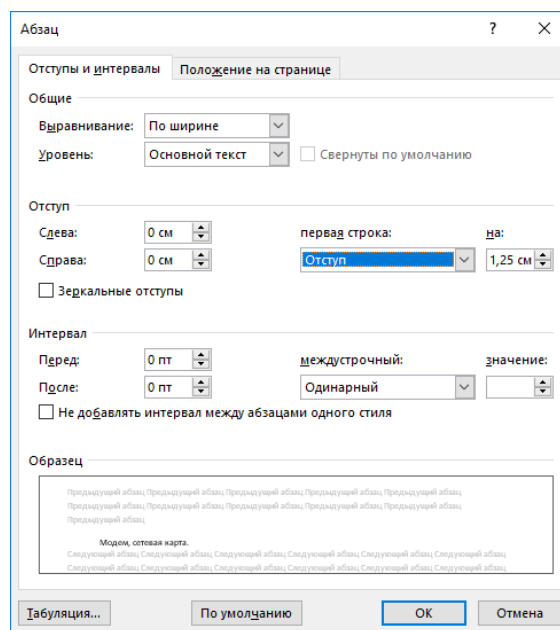 Абзац ?
Отступы и интервалы Положение на странице
Общие
Выравнивание: По ширине
Уровень: Основной текст Свернуты по умолчанию
Отступ
Слева: 0 см первая строка: на:
Справа: 0 см Отступ 1,25 см
Зеркальные отступы
Интервал
Перед: 0 пт междустрочный: значение:
После: 0 пт Одинарный
Не добавлять интервал между абзацами одного стиля
Образец
Предыдущий абзац Предыдущий абзац Предыдущий абзац Предыдущий абзац Предыдущий абзац
Предыдущий абзац Предыдущий абзац Предыдущий абзац Предыдущий абзац Предыдущий абзац
Предыдущий абзац
Модем, сетевая карта.
Следующий абзац Следующий абзац Следующий абзац Следующий абзац Следующий абзац Следующий абзац
Следующий абзац Следующий абзац Следующий абзац Следующий абзац Следующий абзац Следующий абзац
Табуляция... По умолчанию ОК Отмена